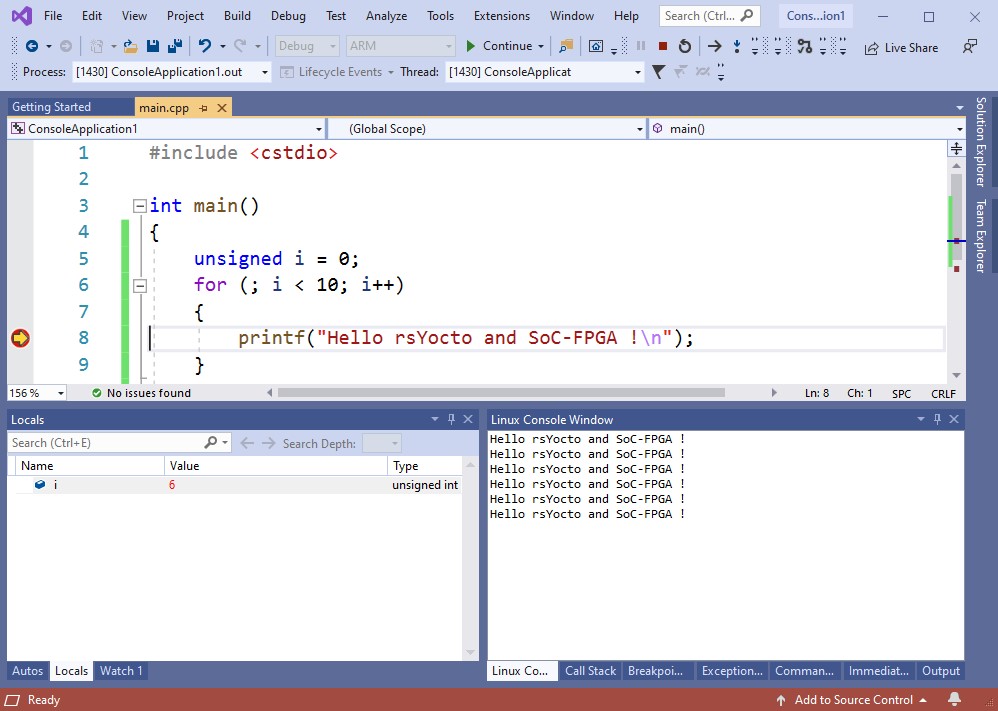 File Edit View Project Build Debug Test Analyze Tools Extensions Window Help Search (Ctrl... Cons...ion1
Debug ARM Continue Live Share
Process: [1430] ConsoleApplication1.out Lifecycle Events Thread: [1430] ConsoleApplicat
Getting Started main.cpp
ConsoleApplication1 (Global Scope) main()
1 #include <cstdio>
2
3 int main()
4 {
5 unsigned i = 0;
6 for (; i < 10; i++)
7 {
8 printf("Hello rsYocto and SoC-FPGA !\n");
9 }
156 % No issues found Ln: 8 Ch: 1 SPC CRLF
Solution Explorer
Team Explorer
Locals
Search (Ctrl+E) Search Depth:
Name Value Type
i 6 unsigned int
Autos Locals Watch 1
Linux Console Window
Hello rsYocto and SoC-FPGA !
Hello rsYocto and SoC-FPGA !
Hello rsYocto and SoC-FPGA !
Hello rsYocto and SoC-FPGA !
Hello rsYocto and SoC-FPGA !
Hello rsYocto and SoC-FPGA !
Linux Co... Call Stack Breakpoi... Exception... Comman... Immediat... Output
Ready Add to Source Control